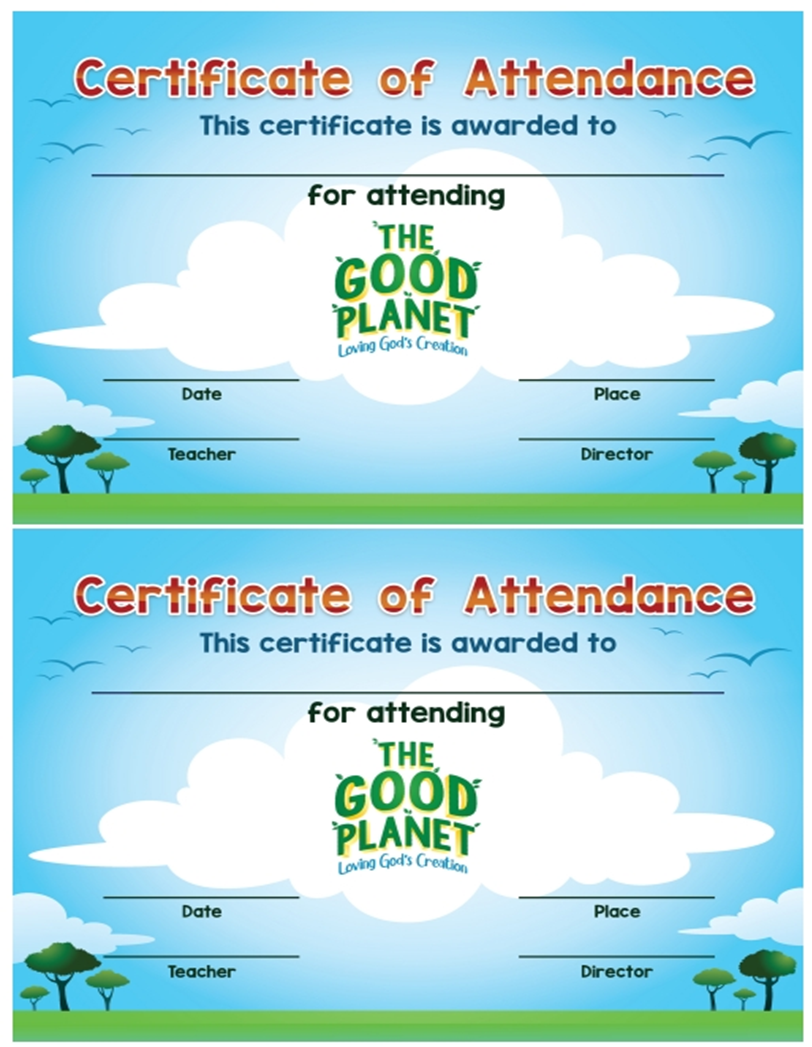 Certificate of Attendance
This certificate is awarded to
for attending
THE
GOOD
PLANET
Loving God's Creation
Date
Place
Teacher
Director
Certificate of Attendance
This certificate is awarded to
for attending
THE
GOOD
PLANET
Loving God's Creation
Date
Place
Teacher
Director